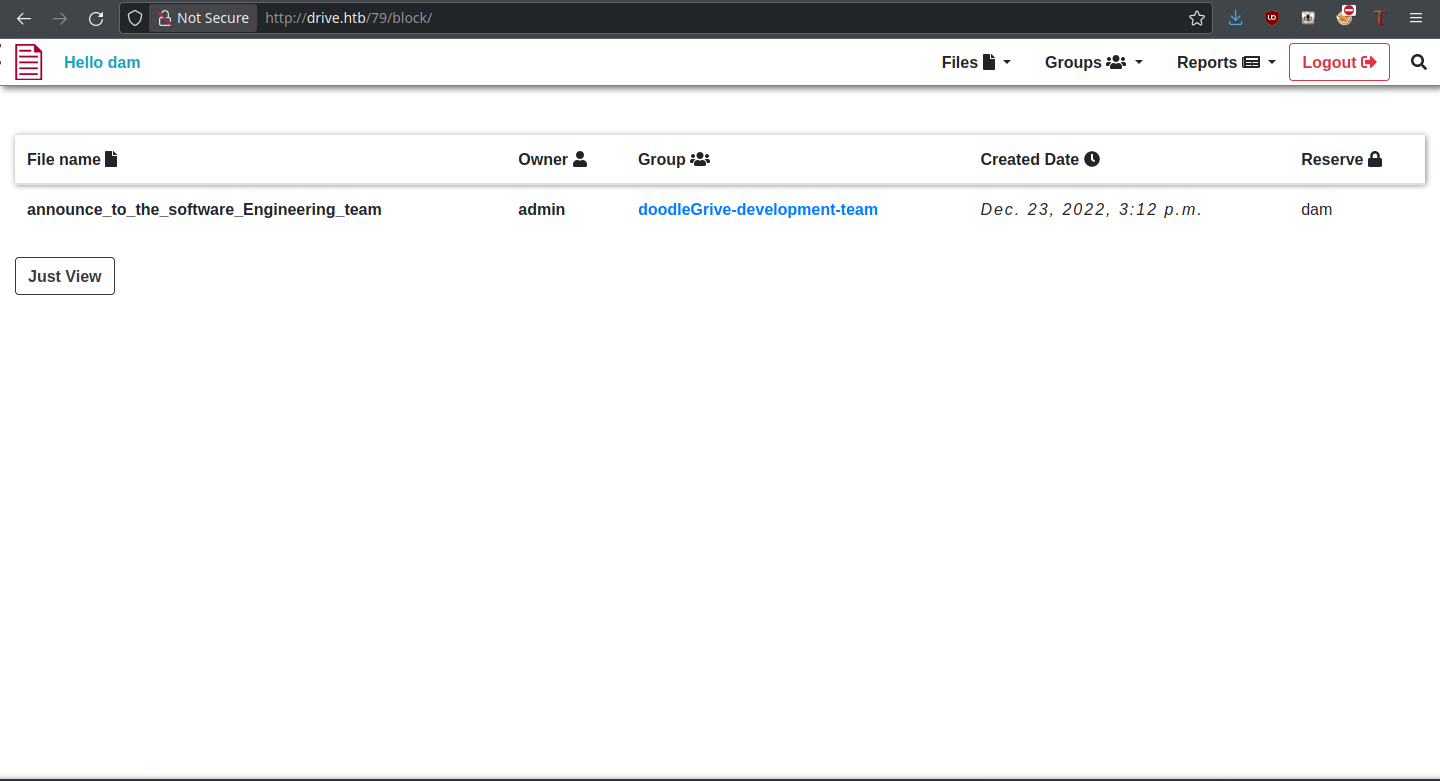 Not Secure http://drive.htb/79/block/
Hello dam Files Groups Reports Logout
File name Owner Group Created Date Reserve
announce_to_the_software_Engineering_team admin doodleGrive-development-team Dec. 23, 2022, 3:12 p.m. dam
Just View